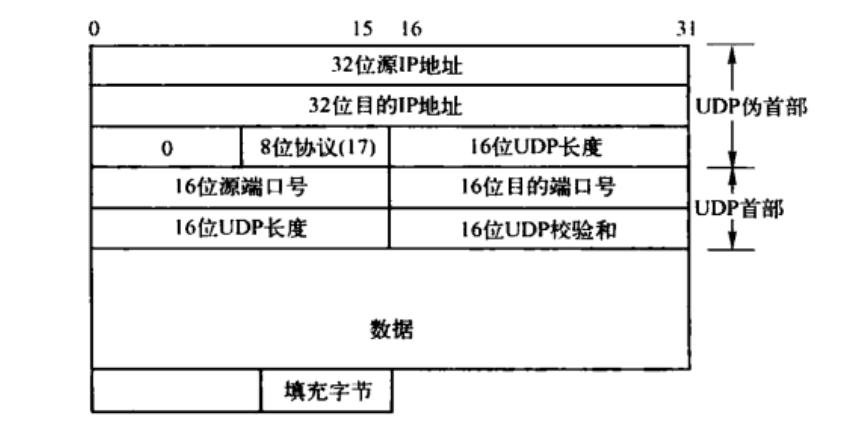 0 15 16 31
32位源IP地址
32位目的IP地址
UDP伪首部
0 8位协议(17) 16位UDP长度
16位源端口号 16位目的端口号
UDP首部
16位UDP长度 16位UDP校验和
数据
填充字节